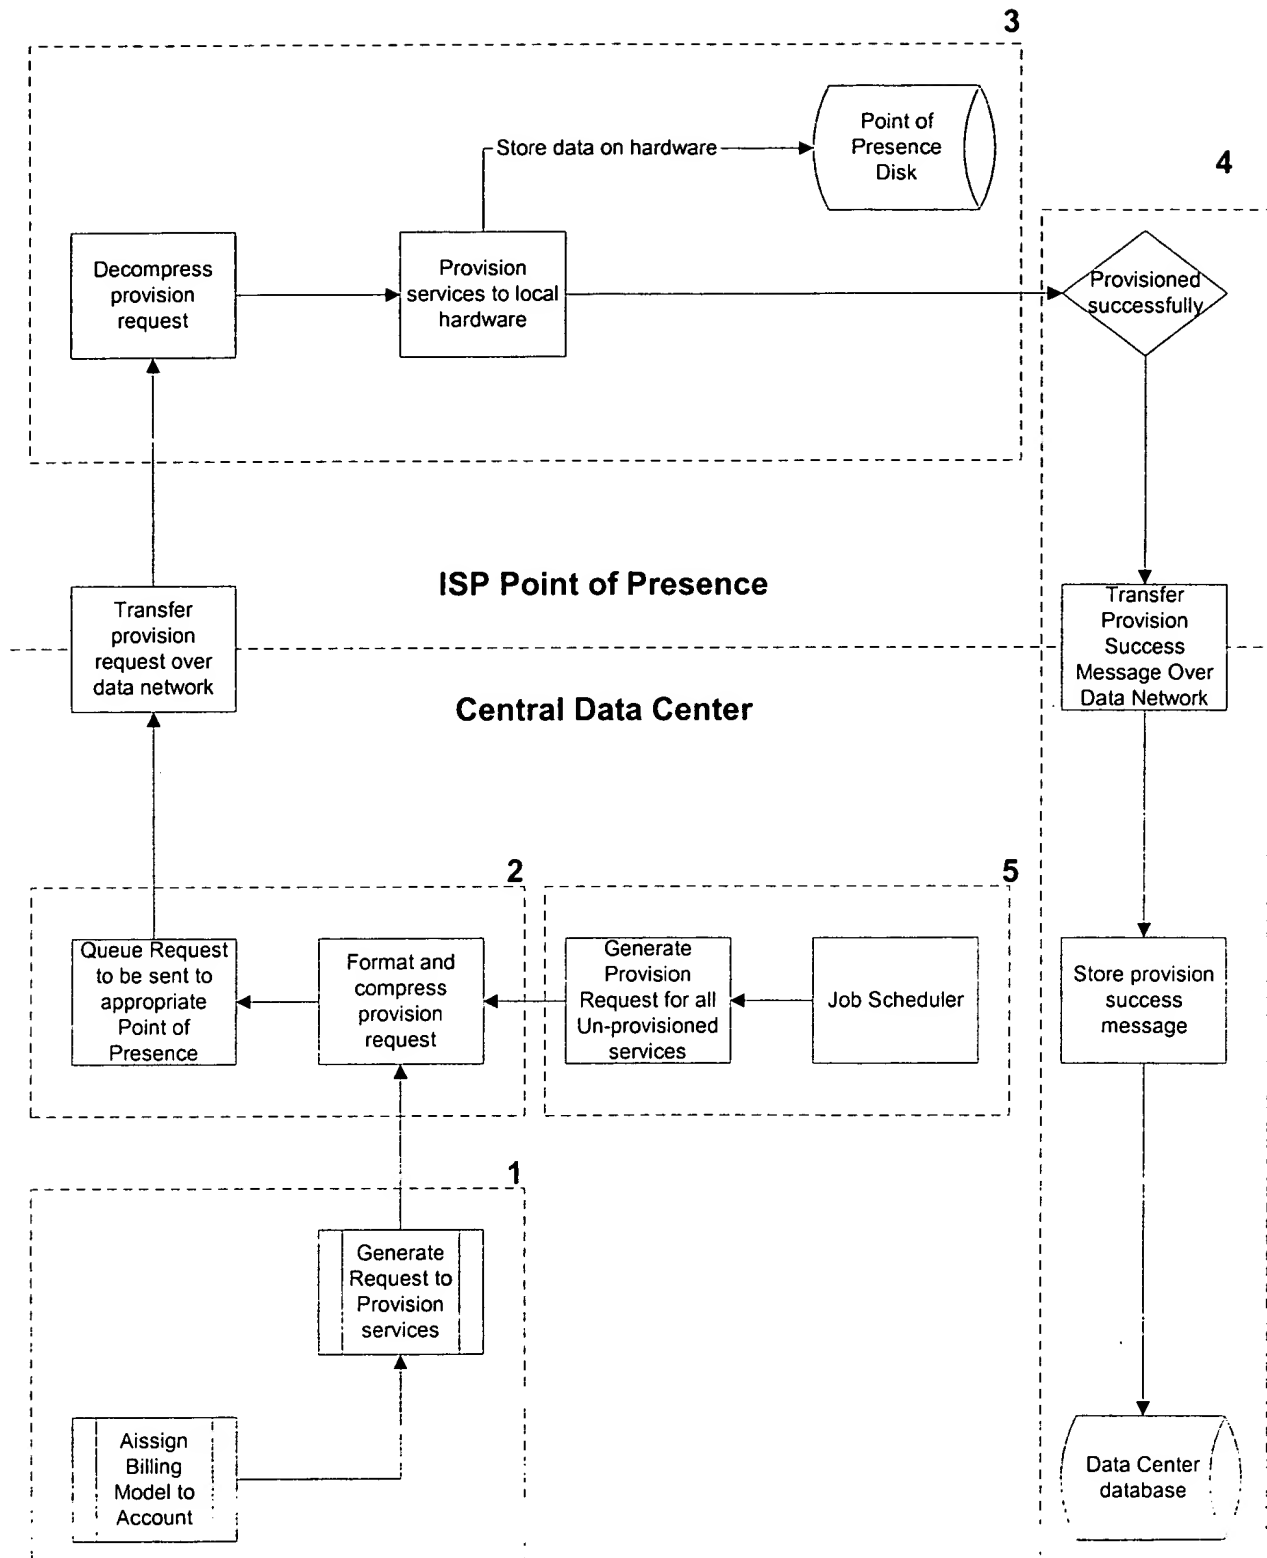 3
Store data on hardware
Point of
Presence
Disk
4
Decompress
provision
request
Provision
services to local
hardware
Provisioned
successfully
ISP Point of Presence
Transfer
provision
request over
data network
Transfer
Provision
Success
Message Over
Data Network
Central Data Center
2
5
Queue Request
to be sent to
appropriate
Point of
Presence
Format and
compress
provision
request
Generate
Provision
Request for all
Un-provisioned
services
Job Scheduler
Store provision
success
message
1
Generate
Request to
Provision
services
Aissign
Billing
Model to
Account
Data Center
database